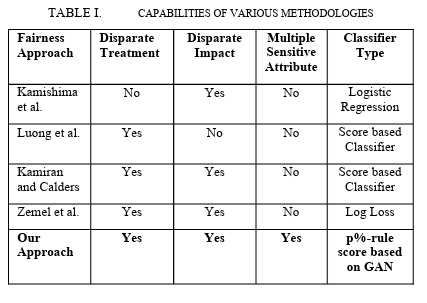 TABLE I. CAPABILITIES OF VARIOUS METHODOLOGIES
Fairness Approach Disparate Treatment Disparate Impact Multiple Sensitive Attribute Classifier Type
Kamishima et al. No Yes No Logistic Regression
Luong et al. Yes No No Score based Classifier
Kamiran and Calders Yes Yes No Score based Classifier
Zemel et al. Yes Yes No Log Loss
Our Approach Yes Yes Yes p%-rule score based on GAN